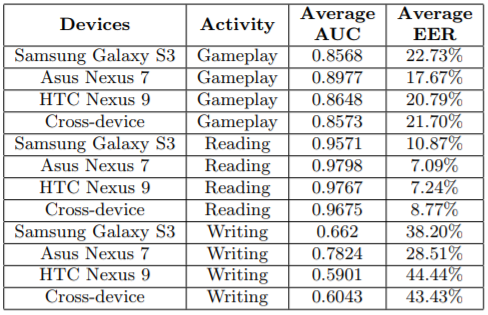 Devices Activity Average AUC Average EER
Samsung Galaxy S3 Gameplay 0.8568 22.73%
Asus Nexus 7 Gameplay 0.8977 17.67%
HTC Nexus 9 Gameplay 0.8648 20.79%
Cross-device Gameplay 0.8573 21.70%
Samsung Galaxy S3 Reading 0.9571 10.87%
Asus Nexus 7 Reading 0.9798 7.09%
HTC Nexus 9 Reading 0.9767 7.24%
Cross-device Reading 0.9675 8.77%
Samsung Galaxy S3 Writing 0.662 38.20%
Asus Nexus 7 Writing 0.7824 28.51%
HTC Nexus 9 Writing 0.5901 44.44%
Cross-device Writing 0.6043 43.43%